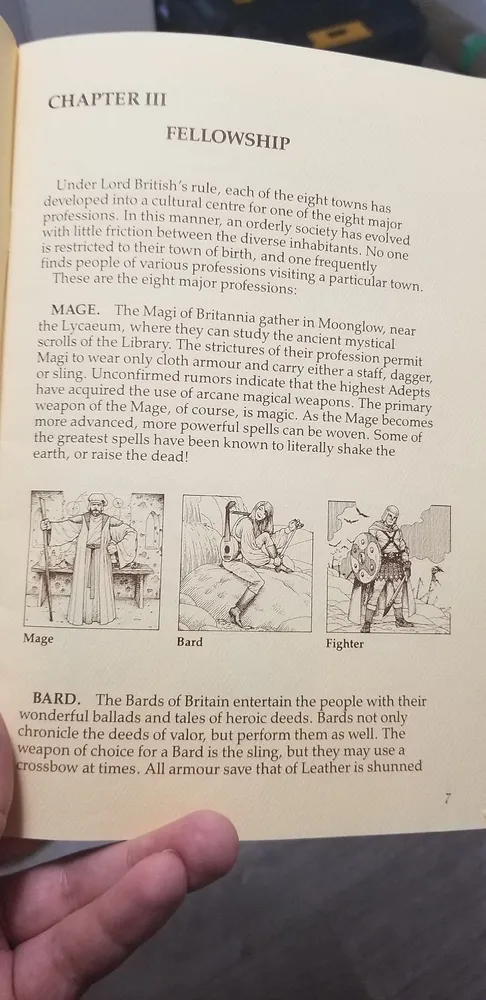 CHAPTER III
FELLOWSHIP
Under Lord British's rule, each of the eight towns has
developed into a cultural centre for one of the eight major
professions. In this manner, an orderly society has evolved
with little friction between the diverse inhabitants. No one
is restricted to their town of birth, and one frequently
finds people of various professions visiting a particular town.
These are the eight major professions:
MAGE. The Magi of Britannia gather in Moonglow, near
the Lycaeum, where they can study the ancient mystical
scrolls of the Library. The strictures of their profession permit
Magi to wear only cloth armour and carry either a staff, dagger,
or sling. Unconfirmed rumors indicate that the highest Adepts
have acquired the use of arcane magical weapons. The primary
weapon of the Mage, of course, is magic. As the Mage becomes
more advanced, more powerful spells can be woven. Some of
the greatest spells have been known to literally shake the
earth, or raise the dead!
Mage
Bard
Fighter
BARD. The Bards of Britain entertain the people with their
wonderful ballads and tales of heroic deeds. Bards not only
chronicle the deeds of valor, but perform them as well. The
weapon of choice for a Bard is the sling, but they may use a
crossbow at times. All armour save that of Leather is shunned
7